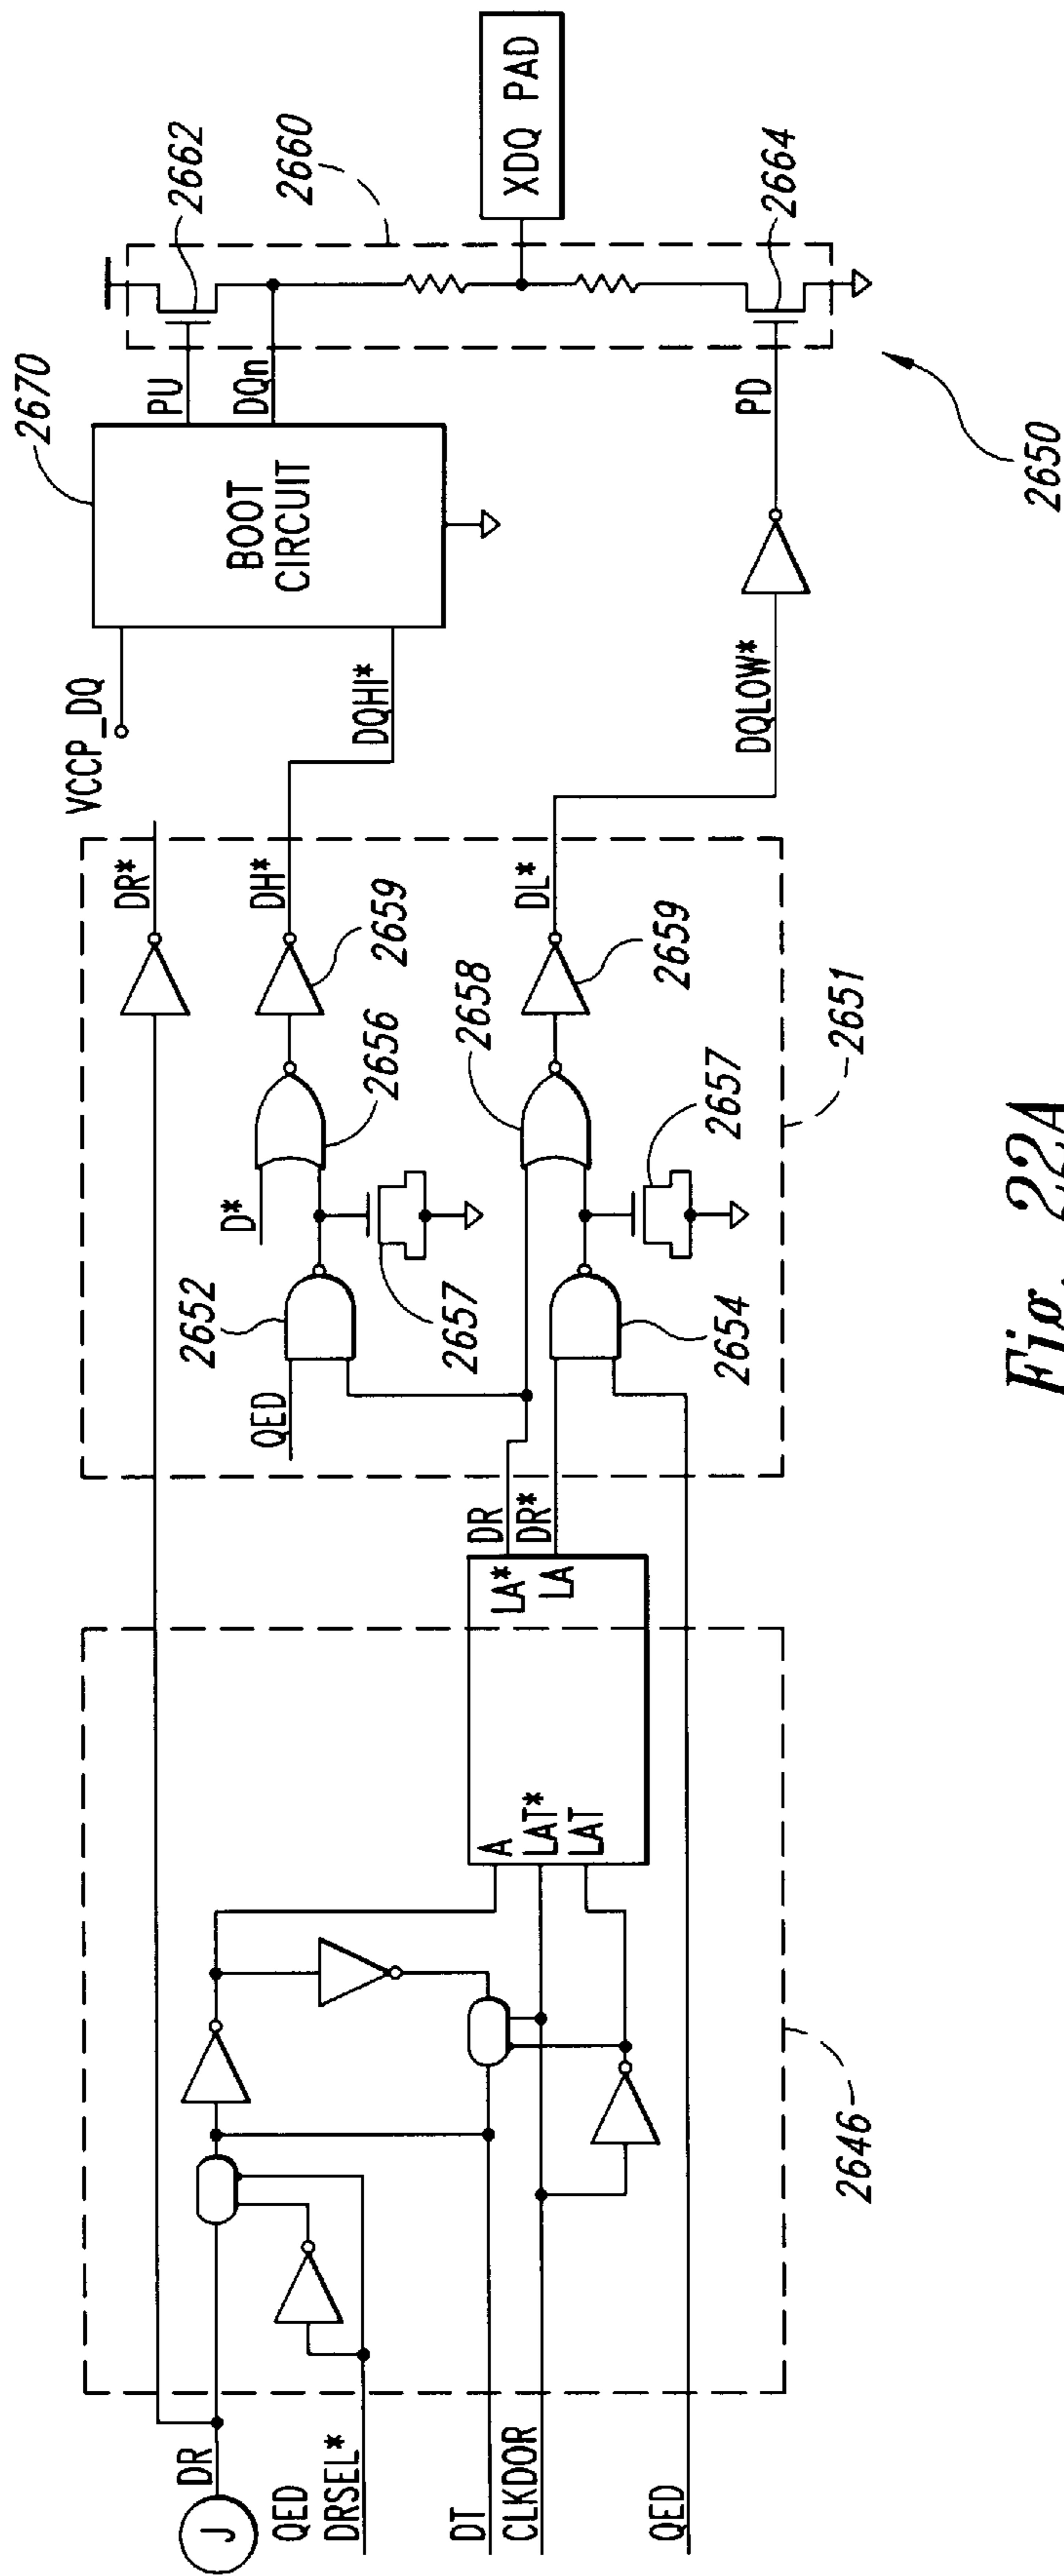 J
DR
QED
DRSEL*
DT
CLKDOR
QED
2646
A
LAT*
LAT
LA*
LA
DR
DR*
QED
2652
D*
2657
2654
2656
2658
2657
2659
2659
2651
DR*
DH*
DL*
VCCP_DQ
DQHI*
DQLOW*
BOOT
CIRCUIT
2670
PU
DQn
PD
2662
2660
2664
XDQ PAD
2650
Fig. 22A